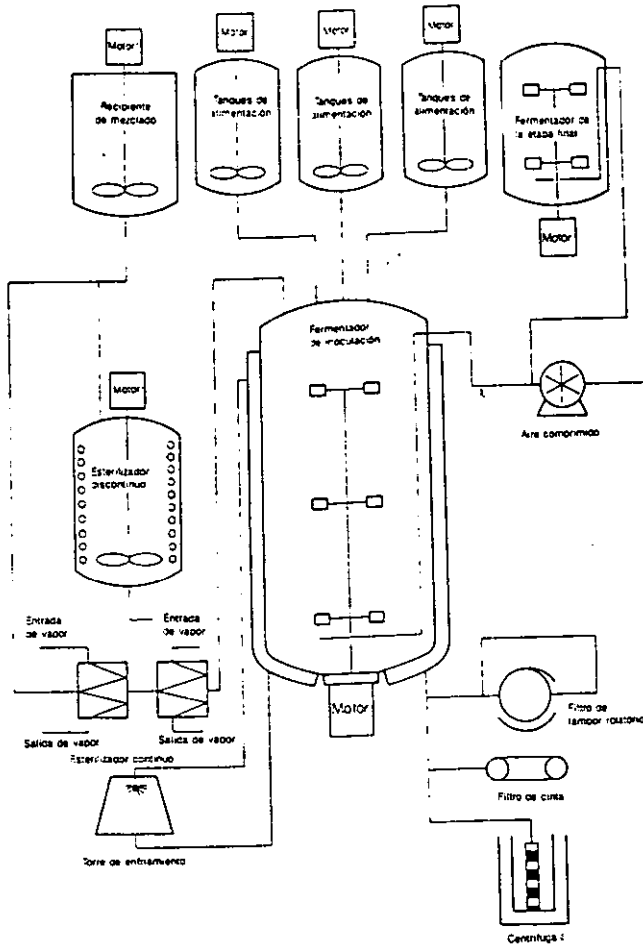 Motor
Motor
Motor
Motor
Recipiente
de mezclado
Tanques de
alimentación
Tanques de
alimentación
Tanques de
alimentación
Fermentador de
la etapa final
Motor
Fermentador
de inoculación
Motor
Aire comprimido
Esterilizador
discontinuo
Entrada
de vapor
Entrada
de vapor
Motor
Filtro de
tambor rotatorio
Salida de vapor
Salida de vapor
Esterilizador continuo
Filtro de cinta
Torre de enfriamiento
Centrífuga